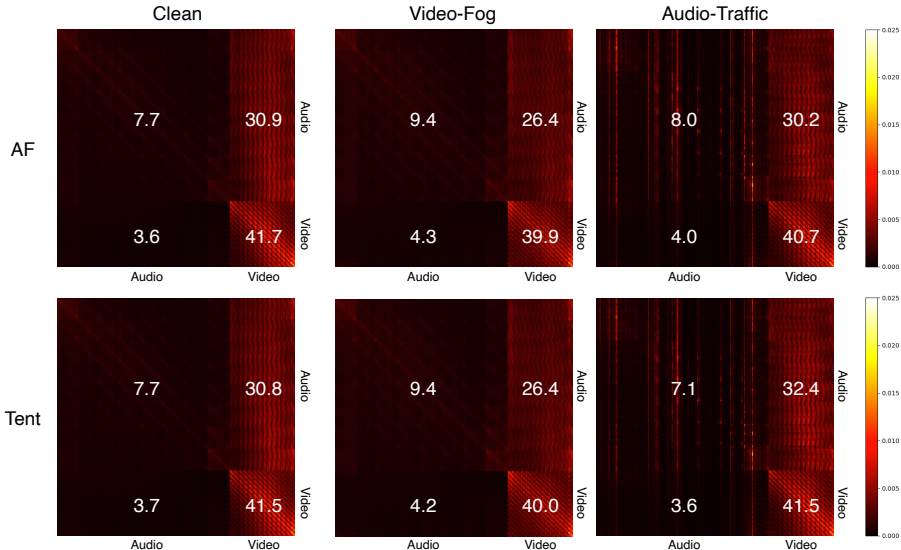 Clean Video-Fog Audio-Traffic
AF
7.7 30.9 Audio
3.6 41.7 Video
Audio Video
9.4 26.4 Audio
4.3 39.9 Video
Audio Video
8.0 30.2 Audio
4.0 40.7 Video
Audio Video
0.025
0.020
0.015
0.010
0.005
0.000
Tent
7.7 30.8 Audio
3.7 41.5 Video
Audio Video
9.4 26.4 Audio
4.2 40.0 Video
Audio Video
7.1 32.4 Audio
3.6 41.5 Video
Audio Video
0.025
0.020
0.015
0.010
0.005
0.000